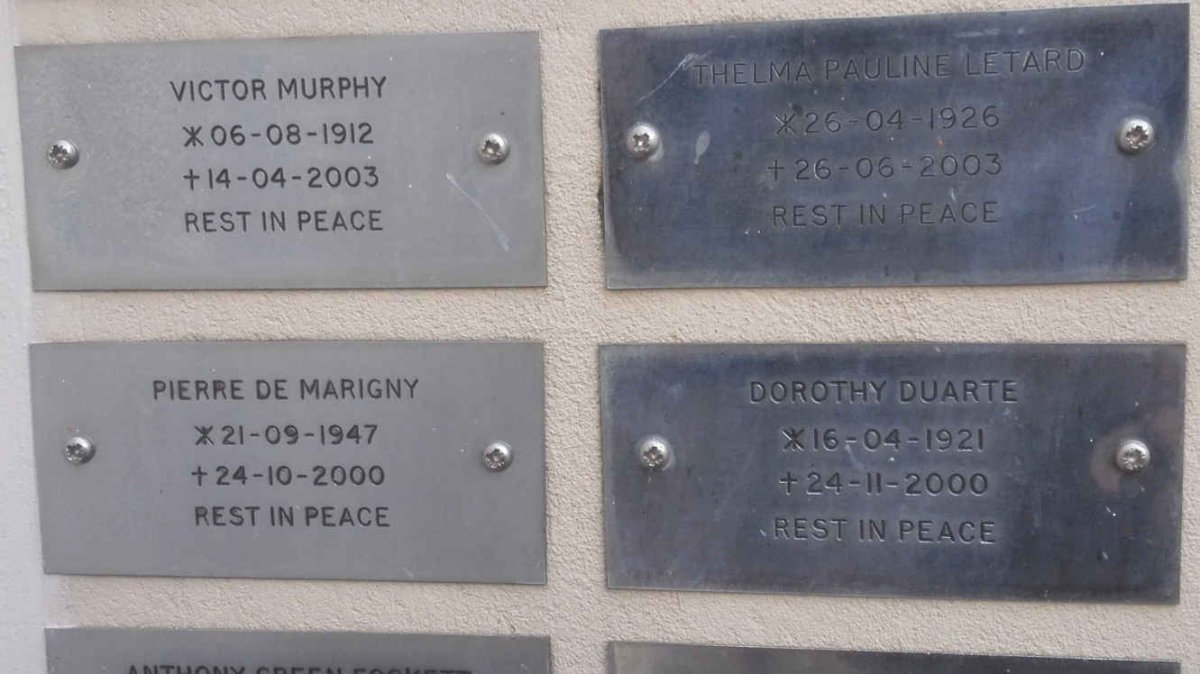 VICTOR MURPHY
*06-08-1912
†14-04-2003
REST IN PEACE
THELMA PAULINE LETARD
*26-04-1926
†26-06-2003
REST IN PEACE
PIERRE DE MARIGNY
*21-09-1947
†24-10-2000
REST IN PEACE
DOROTHY DUARTE
*16-04-1921
†24-11-2000
REST IN PEACE
ANTHONY GREEN